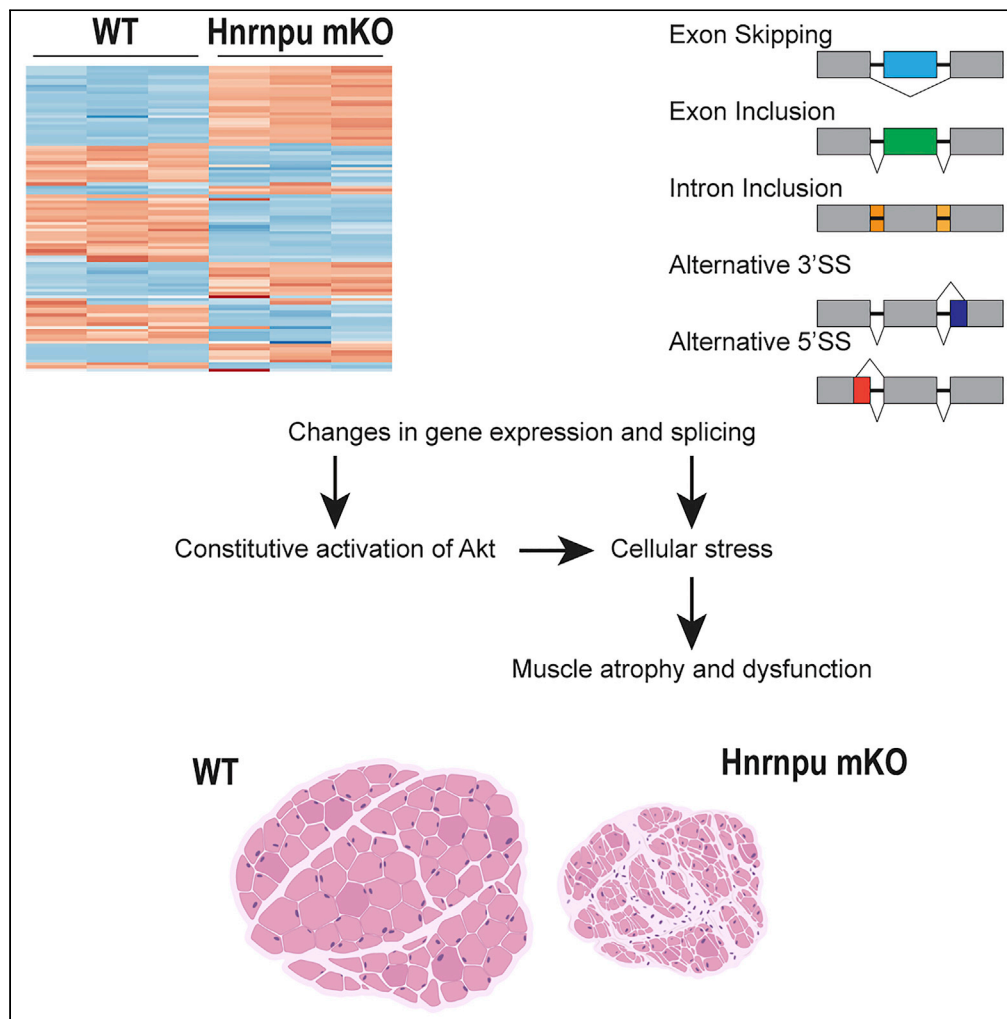 WT
Hnrnpu mKO
Exon Skipping
Exon Inclusion
Intron Inclusion
Alternative 3'SS
Alternative 5'SS
Changes in gene expression and splicing
Constitutive activation of Akt
Cellular stress
Muscle atrophy and dysfunction
WT
Hnrnpu mKO